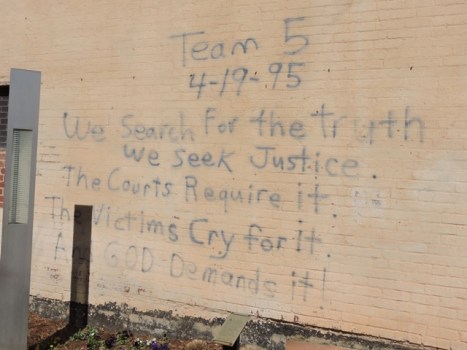 Team 5
4-19-95
We Search For the truth
We Seek Justice.
The Courts Require it.
The Victims Cry for it.
And GOD Demands it!